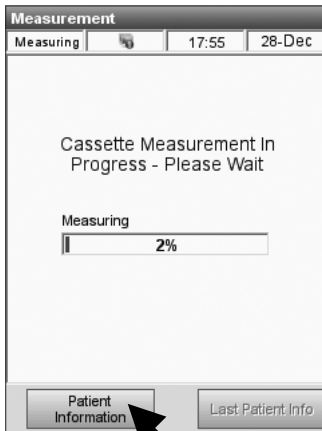 Measurement
Measuring 17:55 28-Dec
Cassette Measurement In
Progress - Please Wait
Measuring
2%
Patient
Information
Last Patient Info